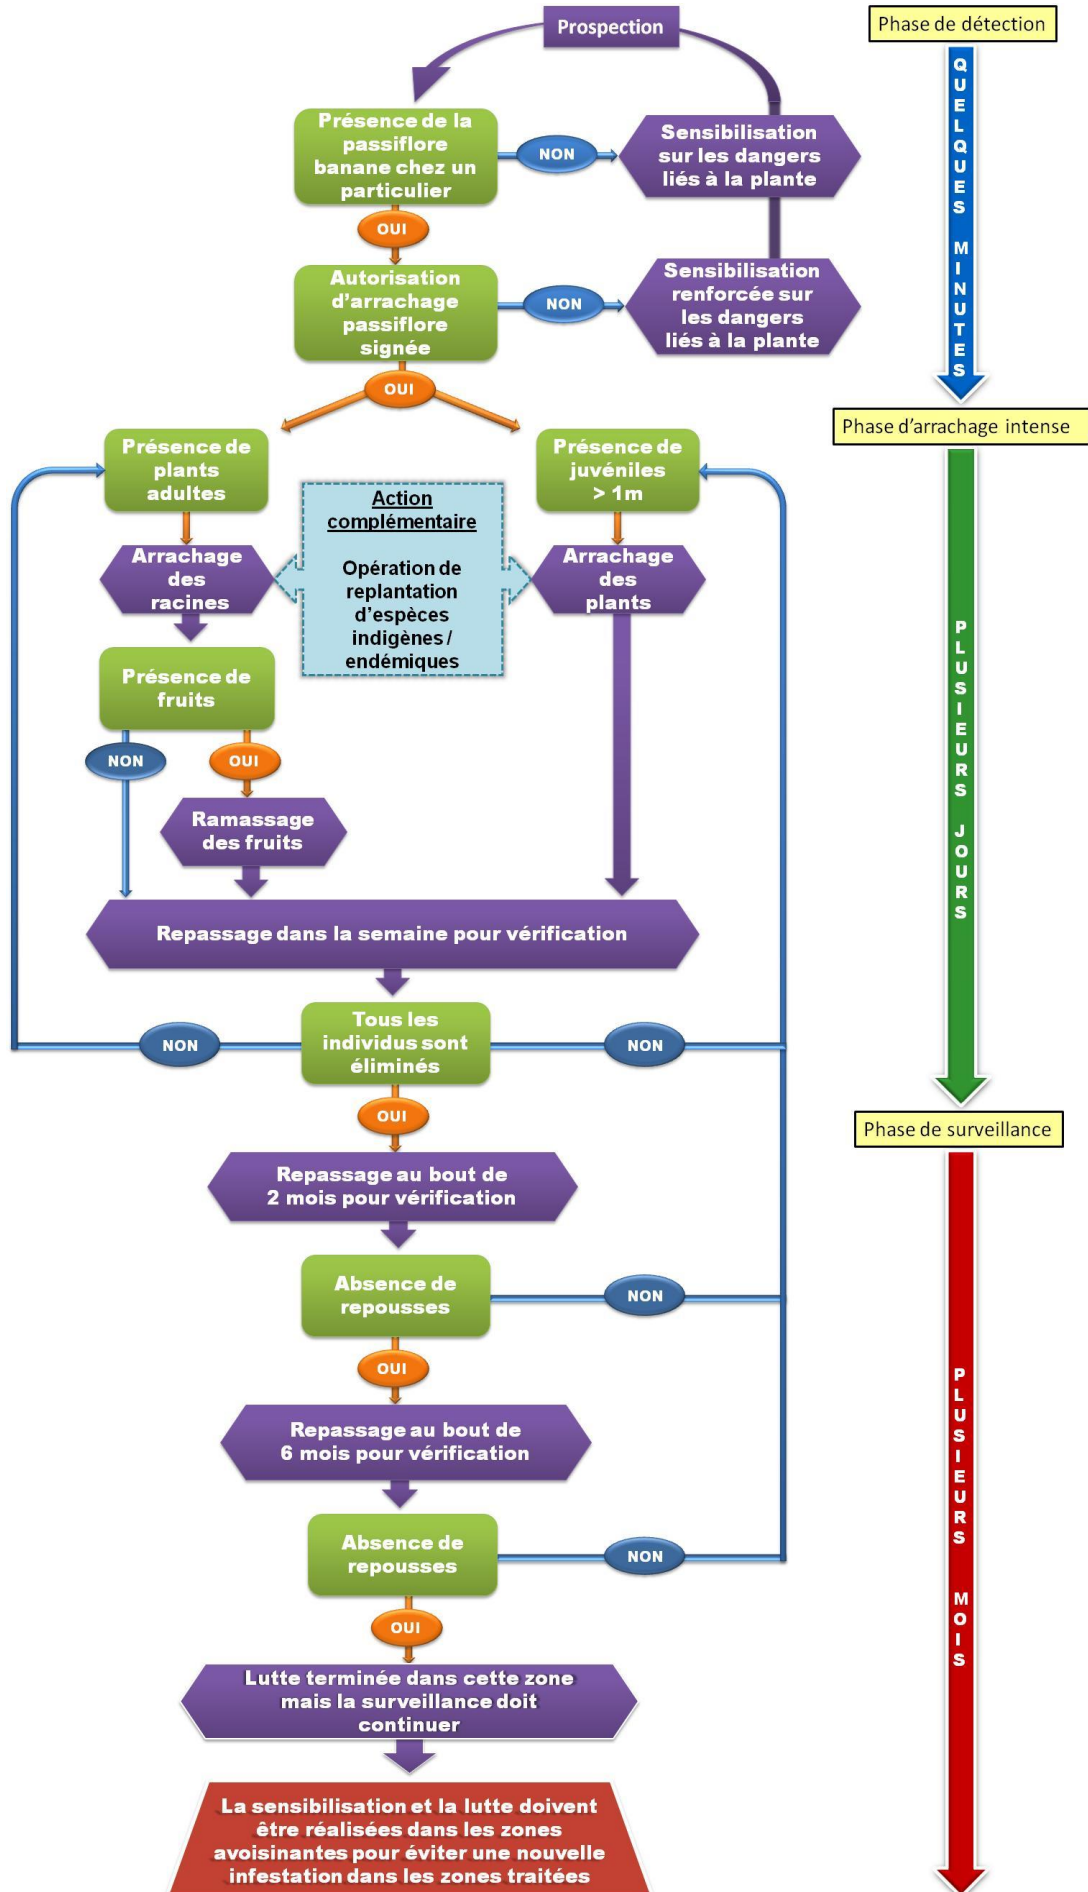 Prospection
Phase de détection
QUELQUES MINUTES
Présence de la
passiflore
banane chez un
particulier
NON
Sensibilisation
sur les dangers
liés à la plante
OUI
Autorisation
d'arrachage
passiflore
signée
NON
Sensibilisation
renforcée sur
les dangers
liés à la plante
OUI
Phase d'arrachage intense
PLUSIEURS JOURS
Présence de
plants
adultes
Présence de
juvéniles
> 1m
Action
complémentaire
Opération de
replantation
d'espèces
indigènes /
endémiques
Arrachage
des
racines
Arrachage
des
plants
Présence de
fruits
NON
OUI
Ramassage
des fruits
Repassage dans la semaine pour vérification
Tous les
individus sont
éliminés
NON
NON
OUI
Phase de surveillance
PLUSIEURS MOIS
Repassage au bout de
2 mois pour vérification
Absence de
repousses
NON
OUI
Repassage au bout de
6 mois pour vérification
Absence de
repousses
NON
OUI
Lutte terminée dans cette zone
mais la surveillance doit
continuer
La sensibilisation et la lutte doivent
être réalisées dans les zones
avoisinantes pour éviter une nouvelle
infestation dans les zones traitées